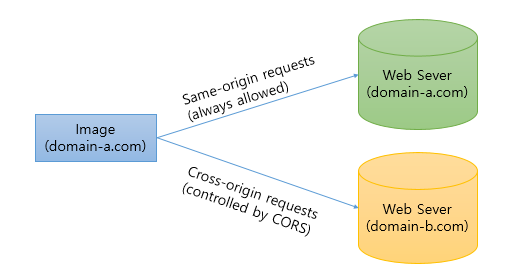 Same-origin requests
(always allowed)
Web Sever
(domain-a.com)
Image
(domain-a.com)
Cross-origin requests
(controlled by CORS)
Web Sever
(domain-b.com)